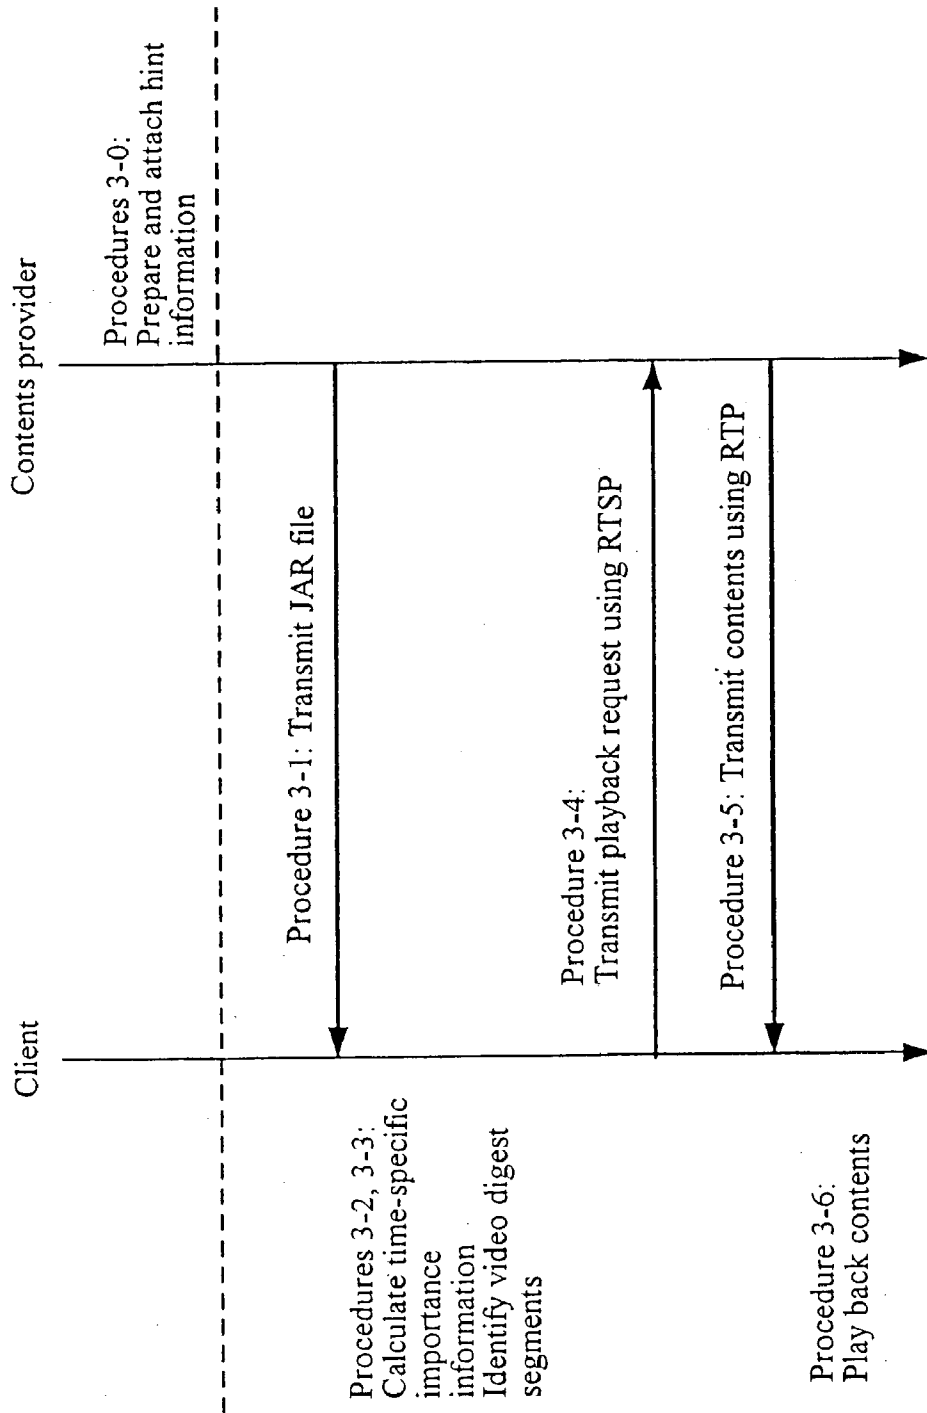 Client
Contents provider
Procedures 3-0:
Prepare and attach hint
information
Procedure 3-1: Transmit JAR file
Procedures 3-2, 3-3:
Calculate time-specific
importance
information
Identify video digest
segments
Procedure 3-4:
Transmit playback request using RTSP
Procedure 3-5: Transmit contents using RTP
Procedure 3-6:
Play back contents